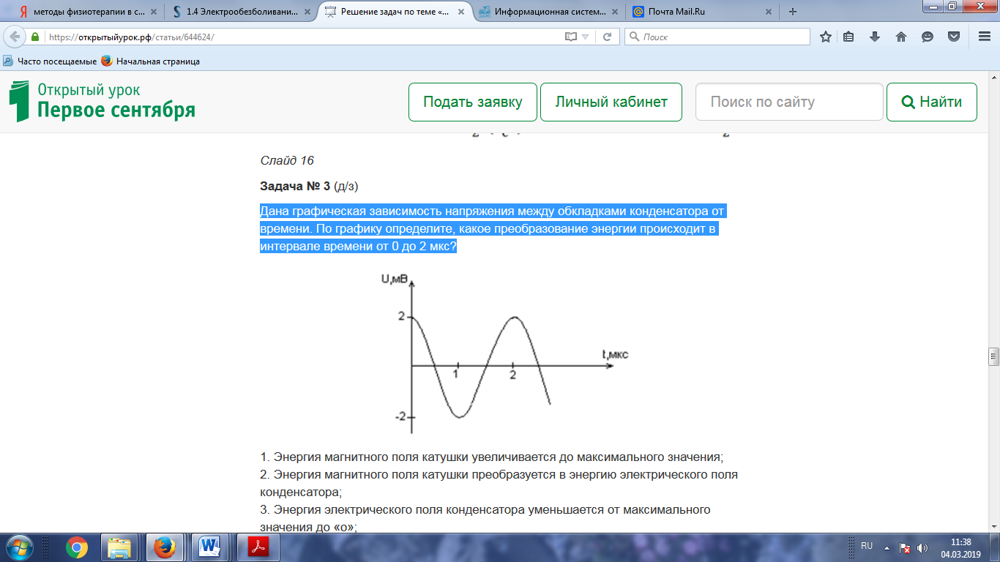 методы физиотерапии в с...
1.4 Электрообезболивани...
Решение задач по теме «...
Информационная систем...
Почта Mail.Ru
https://открытыйурок.рф/статьи/644624/
Поиск
Часто посещаемые
Начальная страница
Открытый урок
Первое сентября
Подать заявку
Личный кабинет
Поиск по сайту
Найти
Слайд 16
Задача № 3 (д/з)
Дана графическая зависимость напряжения между обкладками конденсатора от
времени. По графику определите, какое преобразование энергии происходит в
интервале времени от 0 до 2 мкс?
U,мВ
2
t,мкс
1
2
-2
1. Энергия магнитного поля катушки увеличивается до максимального значения;
2. Энергия магнитного поля катушки преобразуется в энергию электрического поля
конденсатора;
3. Энергия электрического поля конденсатора уменьшается от максимального
значения до «о»;
RU
11:38
04.03.2019